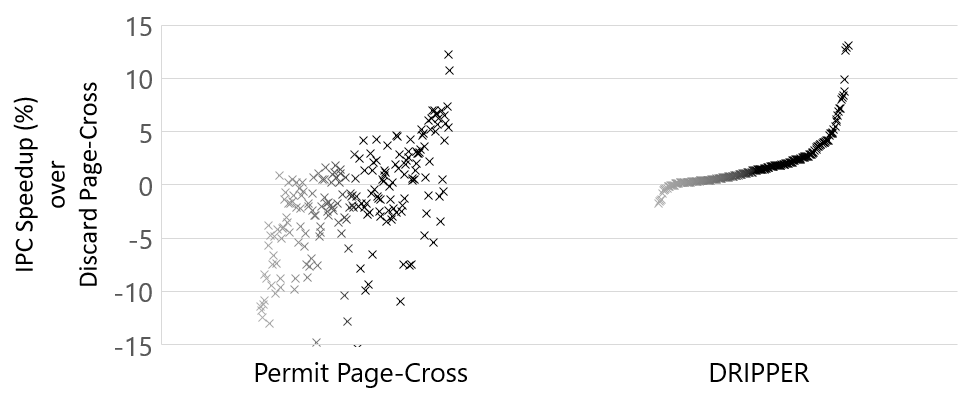 IPC Speedup (%)
over
Discard Page-Cross
15
10
5
0
-5
-10
-15
Permit Page-Cross
DRIPPER